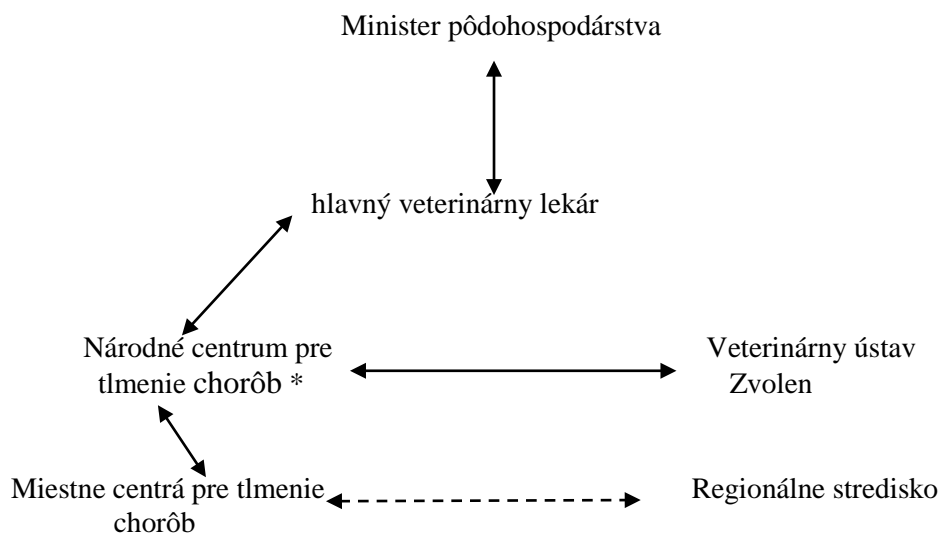 Minister pôdohospodárstva
hlavný veterinárny lekár
Národné centrum pre
tlmenie chorôb *
Veterinárny ústav
Zvolen
Miestne centrá pre tlmenie
chorôb
Regionálne stredisko